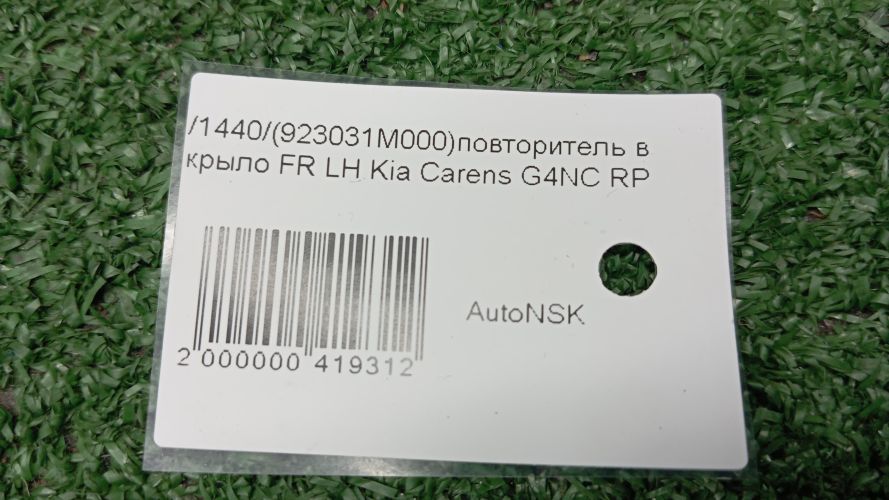 /1440/(923031M000)повторитель в
крыло FR LH Kia Carens G4NC RP
AutoNSK
2 000000 419312